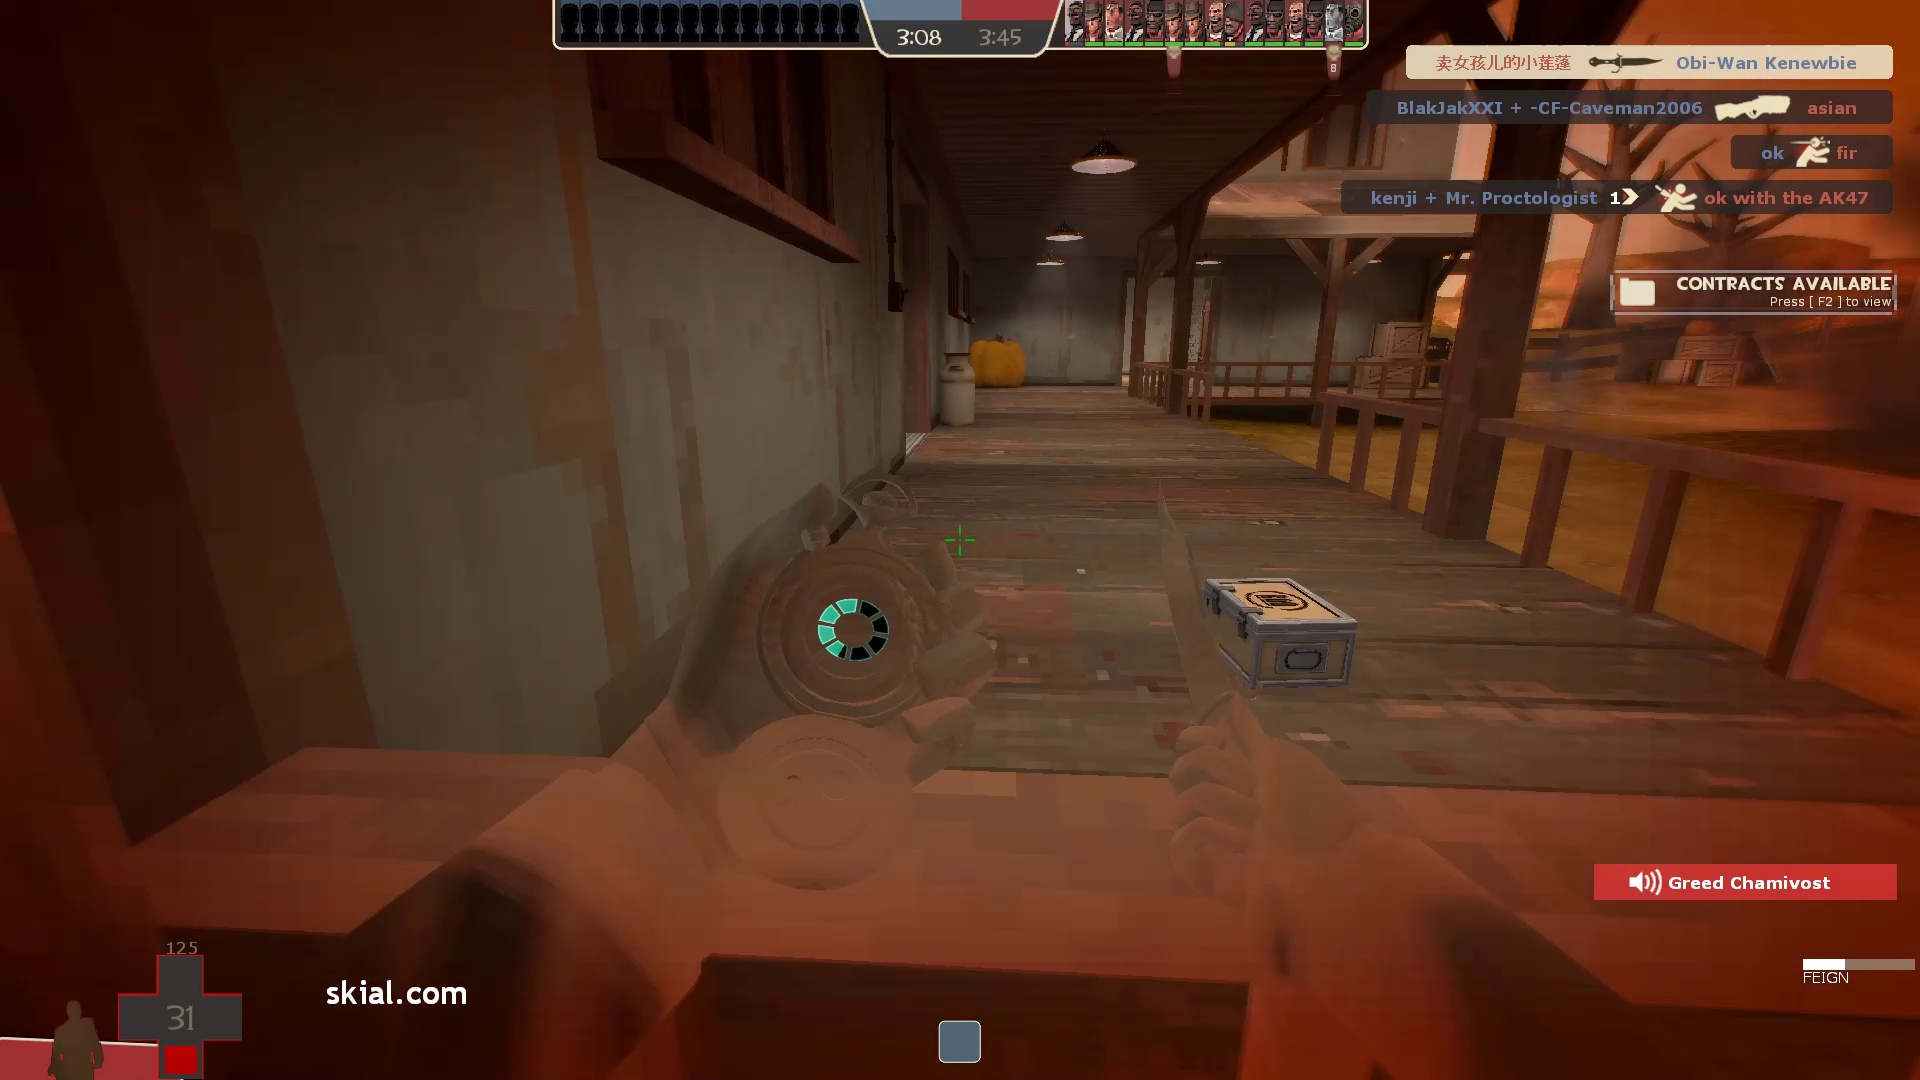 3:08 3:45
8
卖女孩儿的小莲蓬 Obi-Wan Kenewbie
BlakJakXXI + -CF-Caveman2006 asian
ok fir
kenji + Mr. Proctologist 1 ok with the AK47
CONTRACTS AVAILABLE
Press [ F2 ] to view
Greed Chamivost
125
31
skial.com
FEIGN